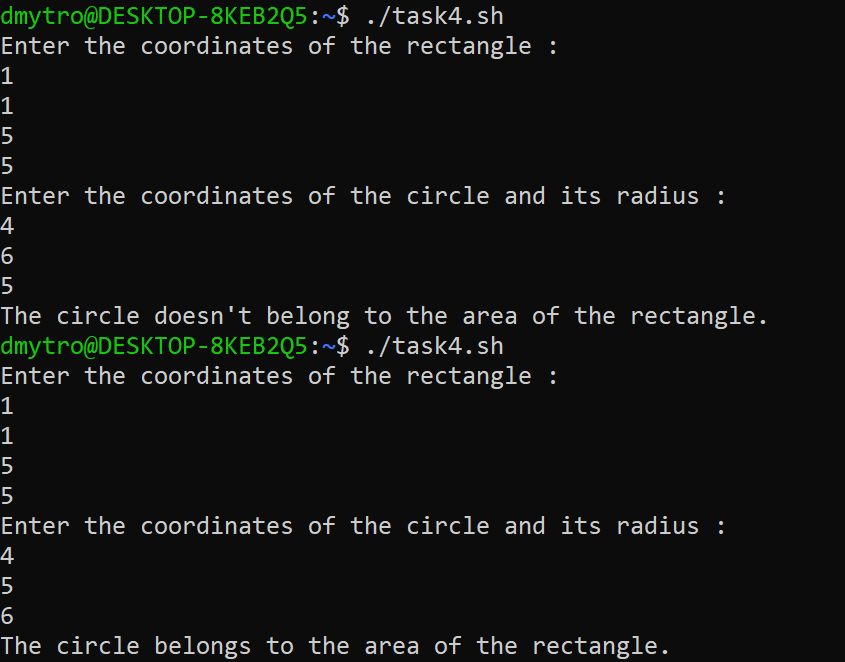 dmytro@DESKTOP-8KEB2Q5:~$ ./task4.sh
Enter the coordinates of the rectangle :
1
1
5
5
Enter the coordinates of the circle and its radius :
4
6
5
The circle doesn't belong to the area of the rectangle.
dmytro@DESKTOP-8KEB2Q5:~$ ./task4.sh
Enter the coordinates of the rectangle :
1
1
5
5
Enter the coordinates of the circle and its radius :
4
5
6
The circle belongs to the area of the rectangle.